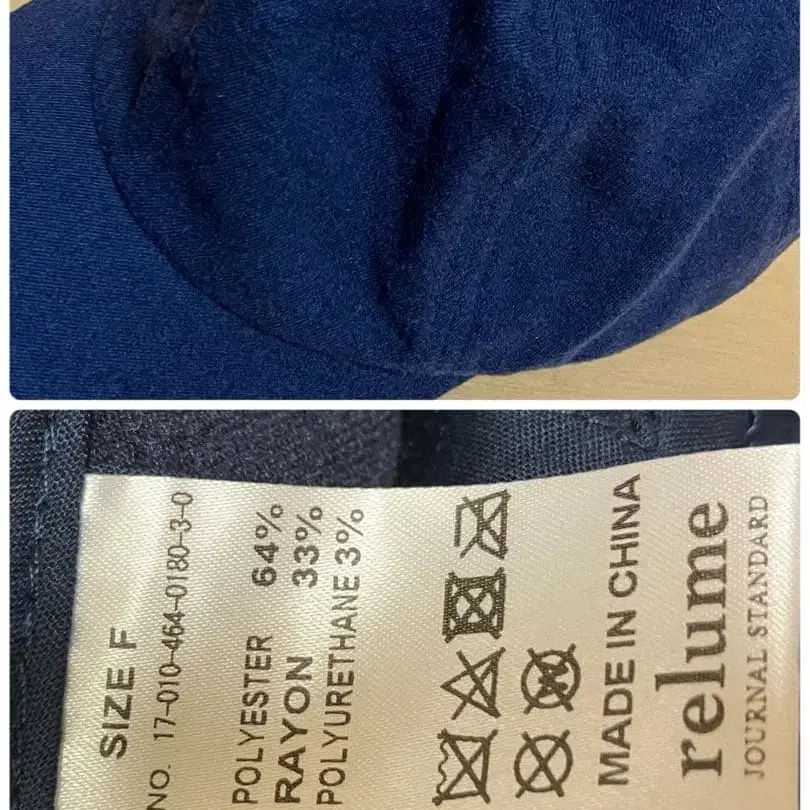 SIZE F
NO. 17-010-464-0180-3-0
POLYESTER 64%
RAYON 33%
POLYURETHANE 3%
MADE IN CHINA
relume
JOURNAL STANDARD